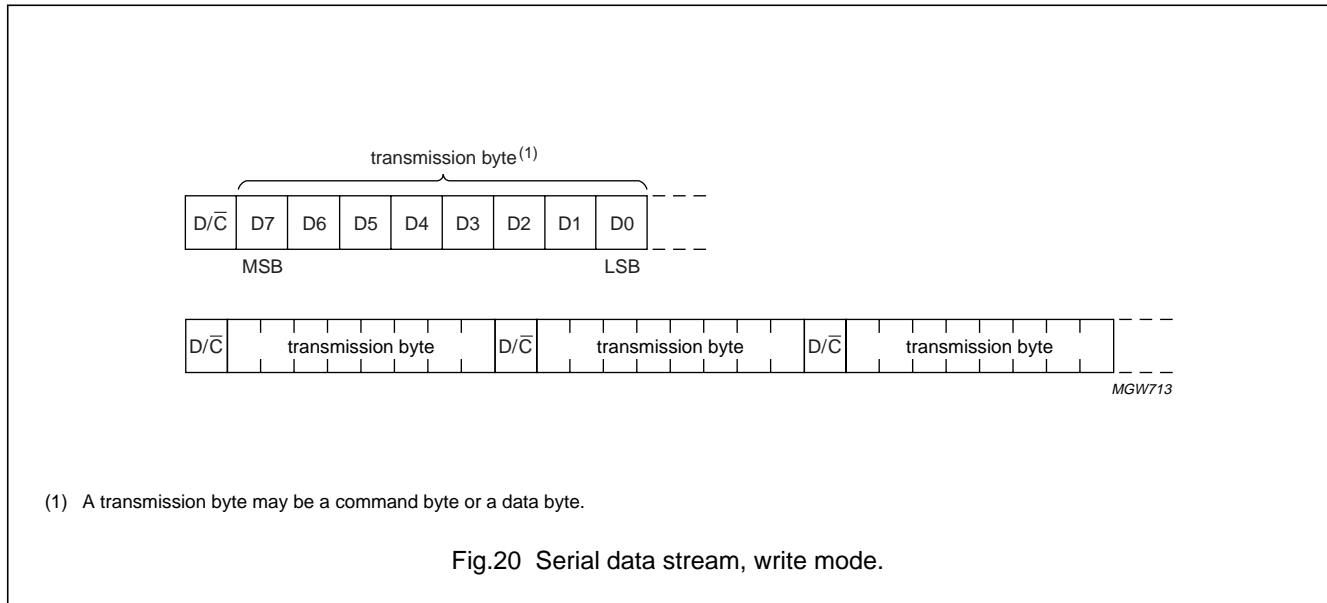 transmission byte(1)
D/C̅ D7 D6 D5 D4 D3 D2 D1 D0
MSB LSB
D/C̅ transmission byte D/C̅ transmission byte D/C̅ transmission byte
MGW713
(1) A transmission byte may be a command byte or a data byte.
Fig.20 Serial data stream, write mode.